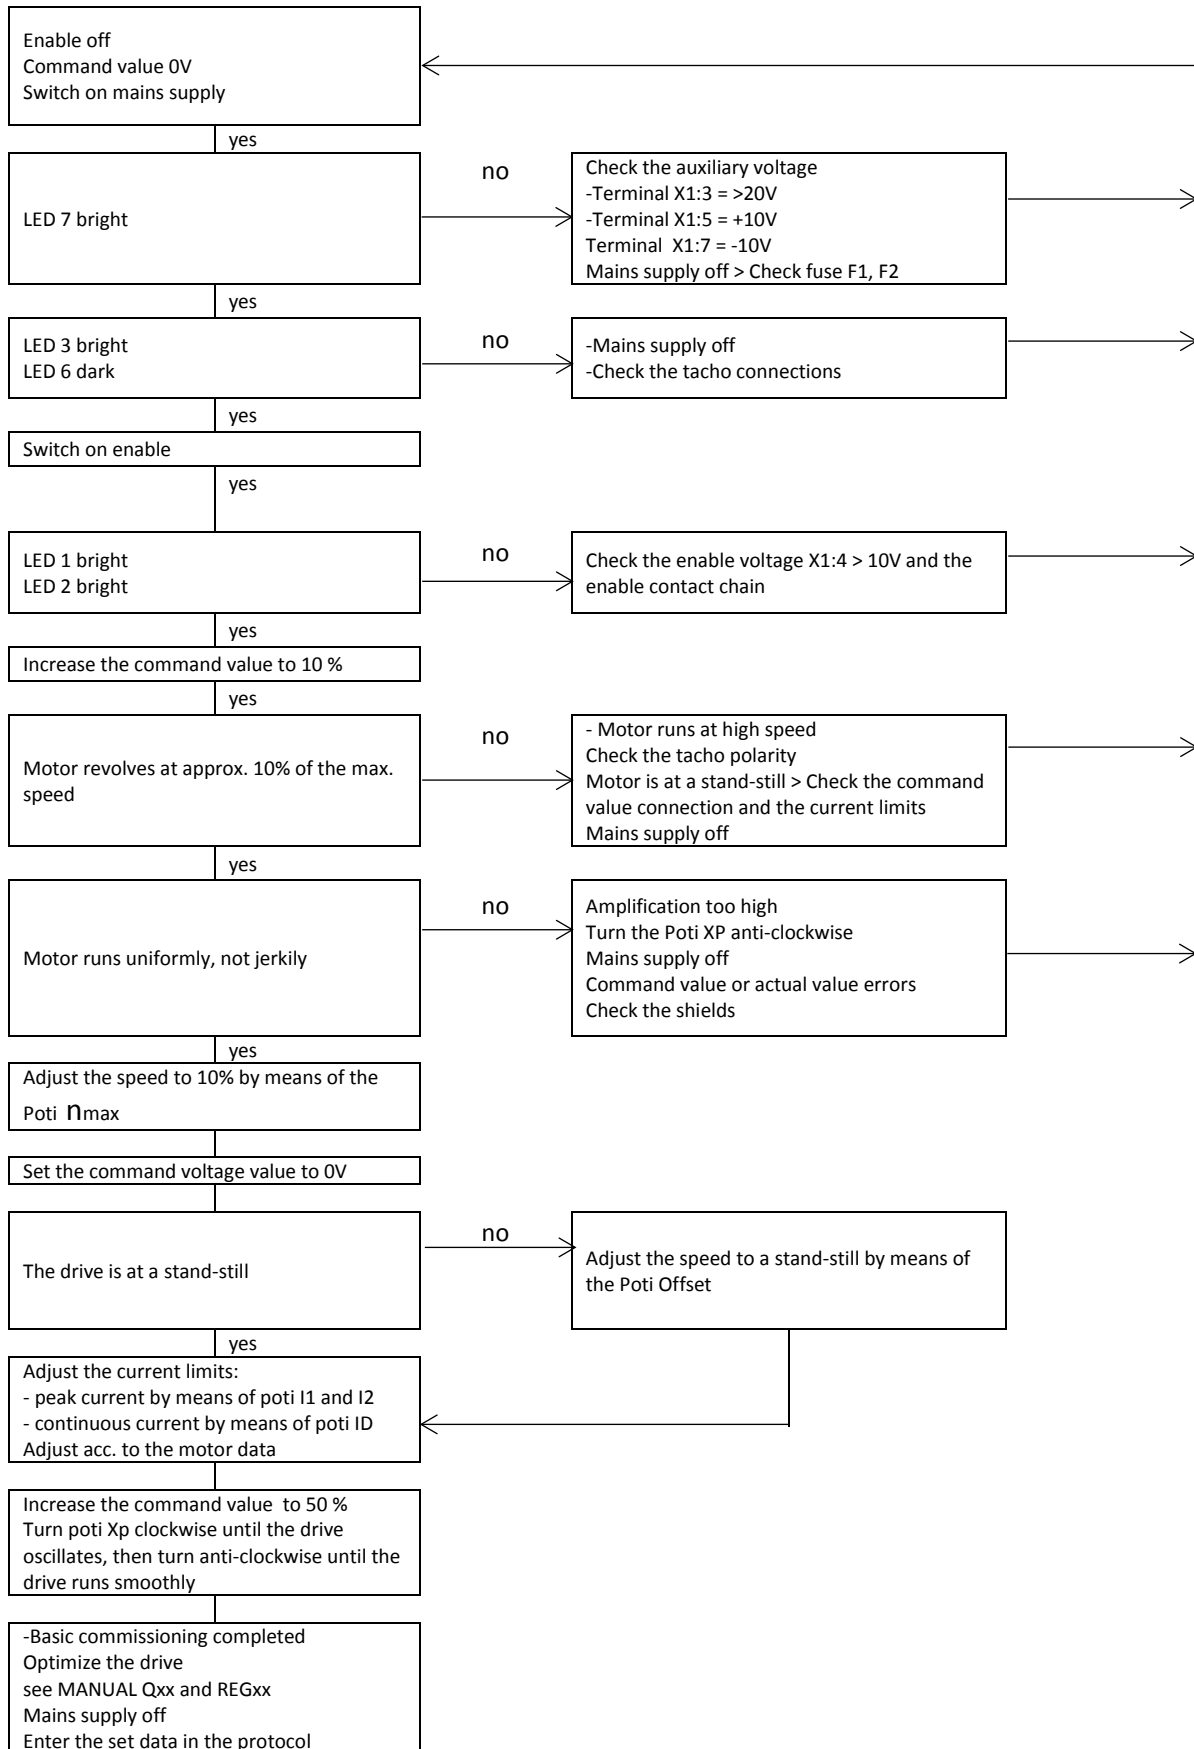 Enable off
Command value 0V
Switch on mains supply
yes
LED 7 bright
no
Check the auxiliary voltage
-Terminal X1:3 = >20V
-Terminal X1:5 = +10V
Terminal X1:7 = -10V
Mains supply off > Check fuse F1, F2
yes
LED 3 bright
LED 6 dark
no
-Mains supply off
-Check the tacho connections
yes
Switch on enable
yes
LED 1 bright
LED 2 bright
no
Check the enable voltage X1:4 > 10V and the
enable contact chain
yes
Increase the command value to 10 %
yes
Motor revolves at approx. 10% of the max.
speed
no
- Motor runs at high speed
Check the tacho polarity
Motor is at a stand-still > Check the command
value connection and the current limits
Mains supply off
yes
Motor runs uniformly, not jerkily
no
Amplification too high
Turn the Poti XP anti-clockwise
Mains supply off
Command value or actual value errors
Check the shields
yes
Adjust the speed to 10% by means of the
Poti nmax
Set the command voltage value to 0V
The drive is at a stand-still
no
Adjust the speed to a stand-still by means of
the Poti Offset
yes
Adjust the current limits:
- peak current by means of poti I1 and I2
- continuous current by means of poti ID
Adjust acc. to the motor data
Increase the command value to 50 %
Turn poti Xp clockwise until the drive
oscillates, then turn anti-clockwise until the
drive runs smoothly
-Basic commissioning completed
Optimize the drive
see MANUAL Qxx and REGxx
Mains supply off
Enter the set data in the protocol